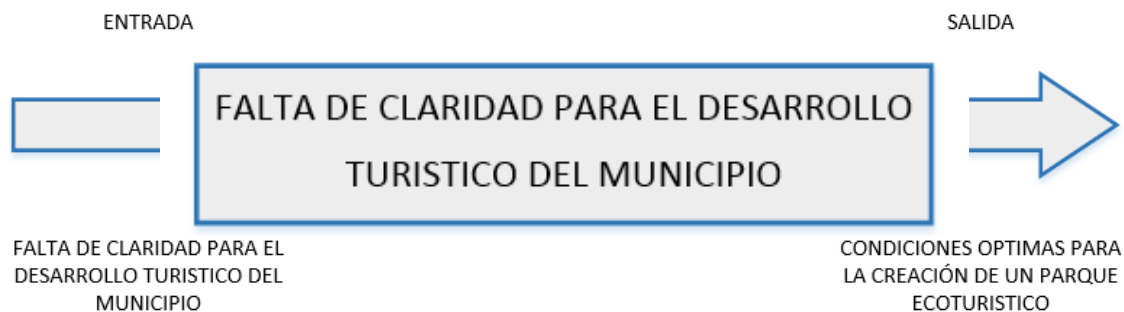 ENTRADA
SALIDA
FALTA DE CLARIDAD PARA EL DESARROLLO
TURISTICO DEL MUNICIPIO
FALTA DE CLARIDAD PARA EL
DESARROLLO TURISTICO DEL
MUNICIPIO
CONDICIONES OPTIMAS PARA
LA CREACIÓN DE UN PARQUE
ECOTURISTICO